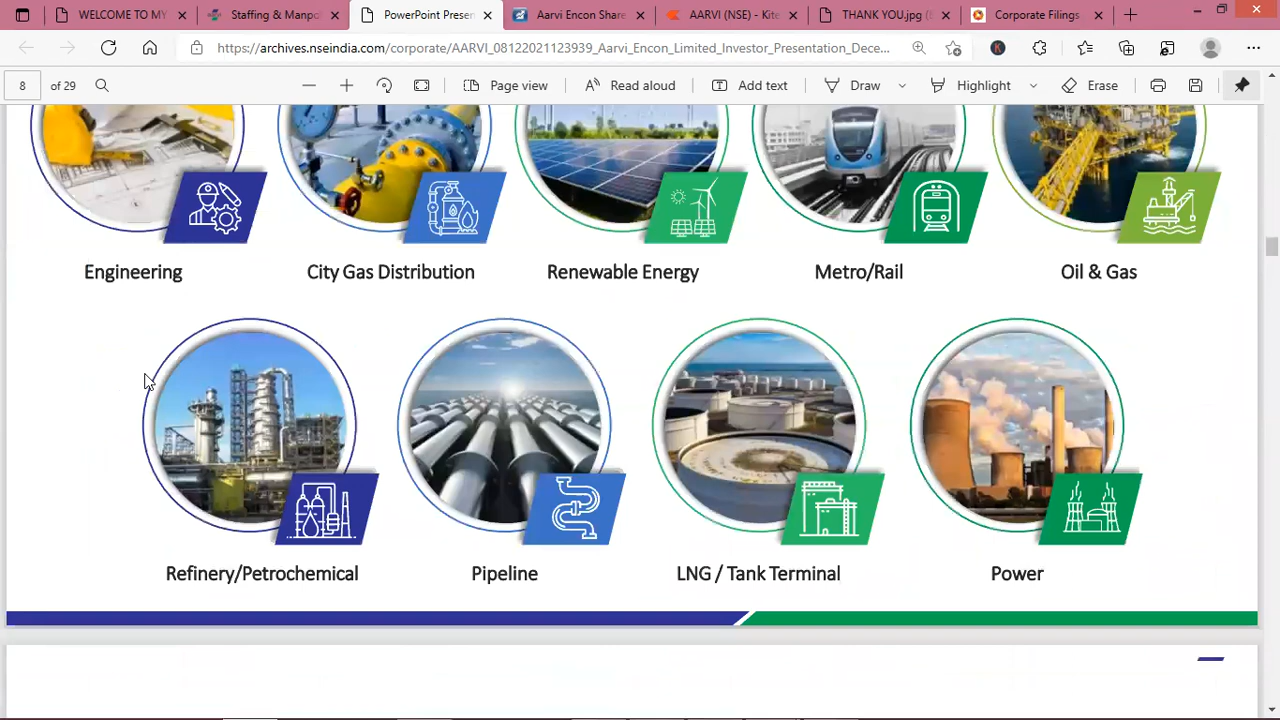 WELCOME TO MY
Staffing & Manpo
PowerPoint Presen
Aarvi Encon Share
AARVI (NSE) - Kite
THANK YOU.jpg (E
Corporate Filings
https://archives.nseindia.com/corporate/AARVI_08122021123939_Aarvi_Encon_Limited_Investor_Presentation_Dece...
K
8 of 29
Page view
Read aloud
Add text
Draw
Highlight
Erase
Engineering
City Gas Distribution
Renewable Energy
Metro/Rail
Oil & Gas
Refinery/Petrochemical
Pipeline
LNG / Tank Terminal
Power